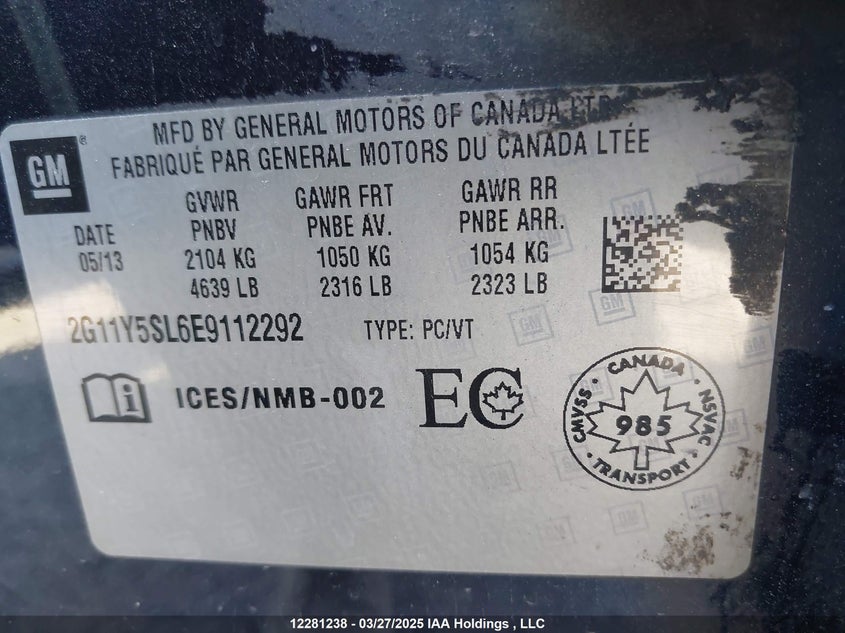 GM ®
MFD BY GENERAL MOTORS OF CANADA LTD
FABRIQUÉ PAR GENERAL MOTORS DU CANADA LTÉE
GVWR GAWR FRT GAWR RR
DATE PNBV PNBE AV. PNBE ARR.
05/13 2104 KG 1050 KG 1054 KG
4639 LB 2316 LB 2323 LB
2G11Y5SL6E9112292 TYPE: PC/VT
i ICES/NMB-002 EC
CANADA
CMVSS · 985 · NSVAC
TRANSPORT
12281238 - 03/27/2025 IAA Holdings , LLC